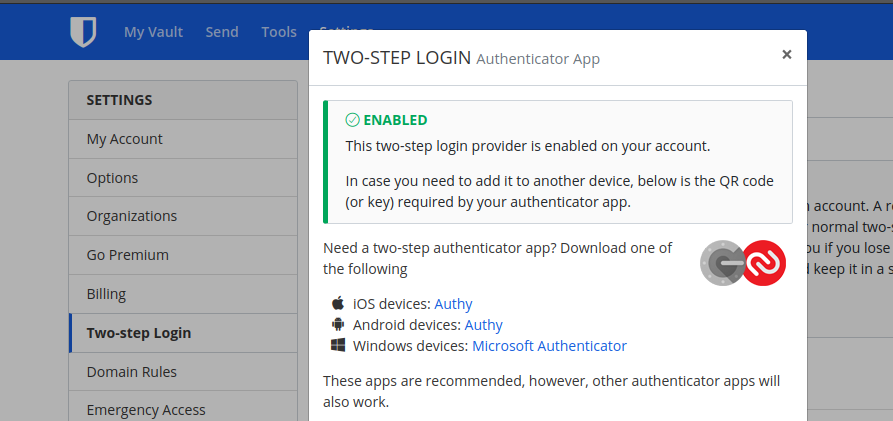 My Vault Send Tools Settings
SETTINGS
My Account
Options
Organizations
Go Premium
Billing
Two-step Login
Domain Rules
Emergency Access
TWO-STEP LOGIN Authenticator App ×
ENABLED
This two-step login provider is enabled on your account.
In case you need to add it to another device, below is the QR code
(or key) required by your authenticator app.
Need a two-step authenticator app? Download one of
the following
iOS devices: Authy
Android devices: Authy
Windows devices: Microsoft Authenticator
These apps are recommended, however, other authenticator apps will
also work.
account. A
normal two-
if you lose
keep it in a